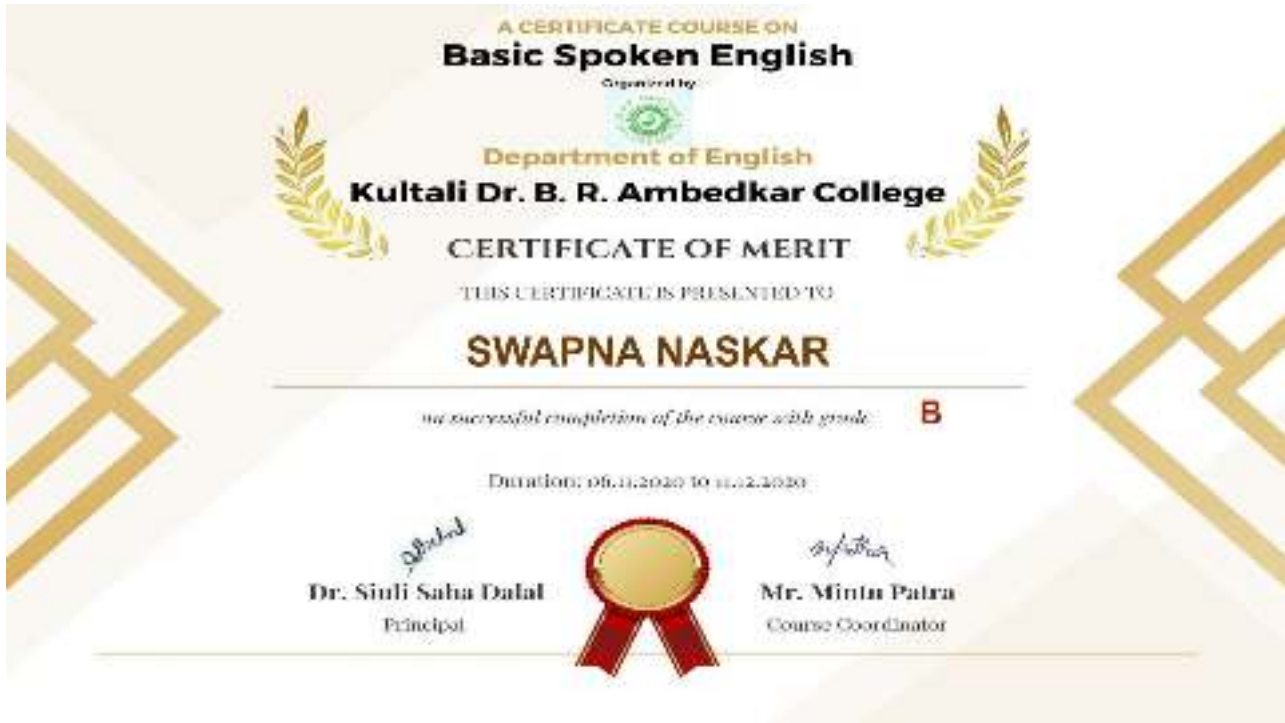 A CERTIFICATE COURSE ON
Basic Spoken English
Organized by
Department of English
Kultali Dr. B. R. Ambedkar College
CERTIFICATE OF MERIT
THIS CERTIFICATE IS PRESENTED TO
SWAPNA NASKAR
on successful completion of the course with grade B
Duration: 06.11.2020 to 11.12.2020
Dr. Siuli Saha Dalal Mr. Mintu Patra
Principal Course Coordinator